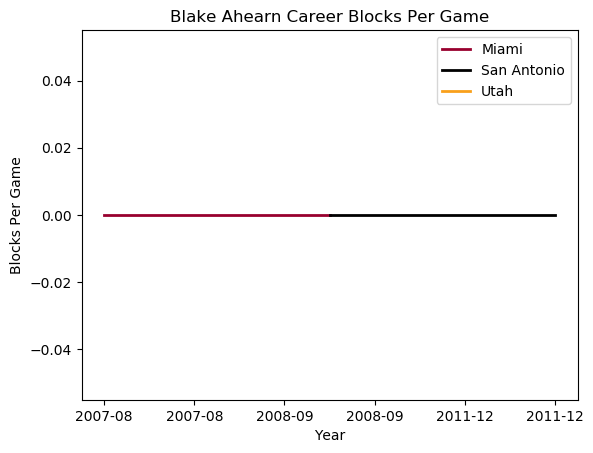 Blake Ahearn Career Blocks Per Game
Miami
San Antonio
Utah
0.04
0.02
0.00
−0.02
−0.04
Blocks Per Game
2007-08 2007-08 2008-09 2008-09 2011-12 2011-12
Year